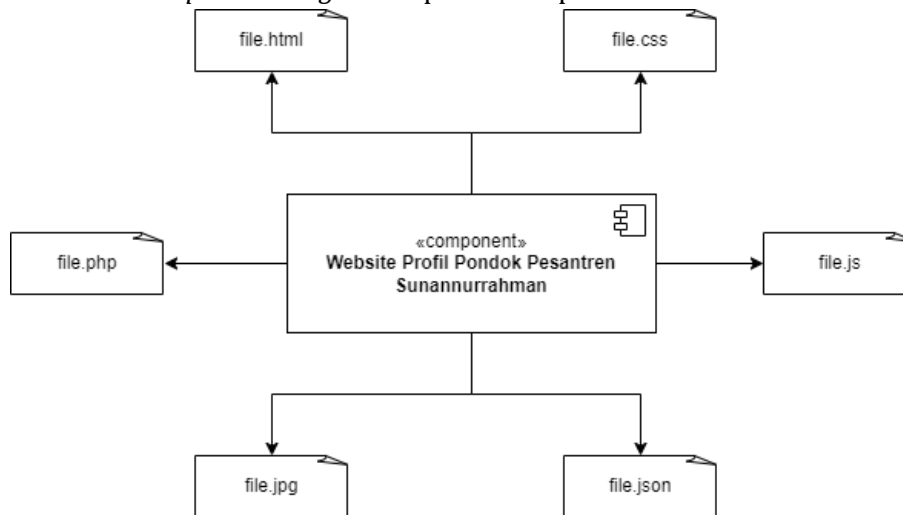 file.html
file.css
«component»
Website Profil Pondok Pesantren
Sunannurrahman
file.php
file.js
file.jpg
file.json